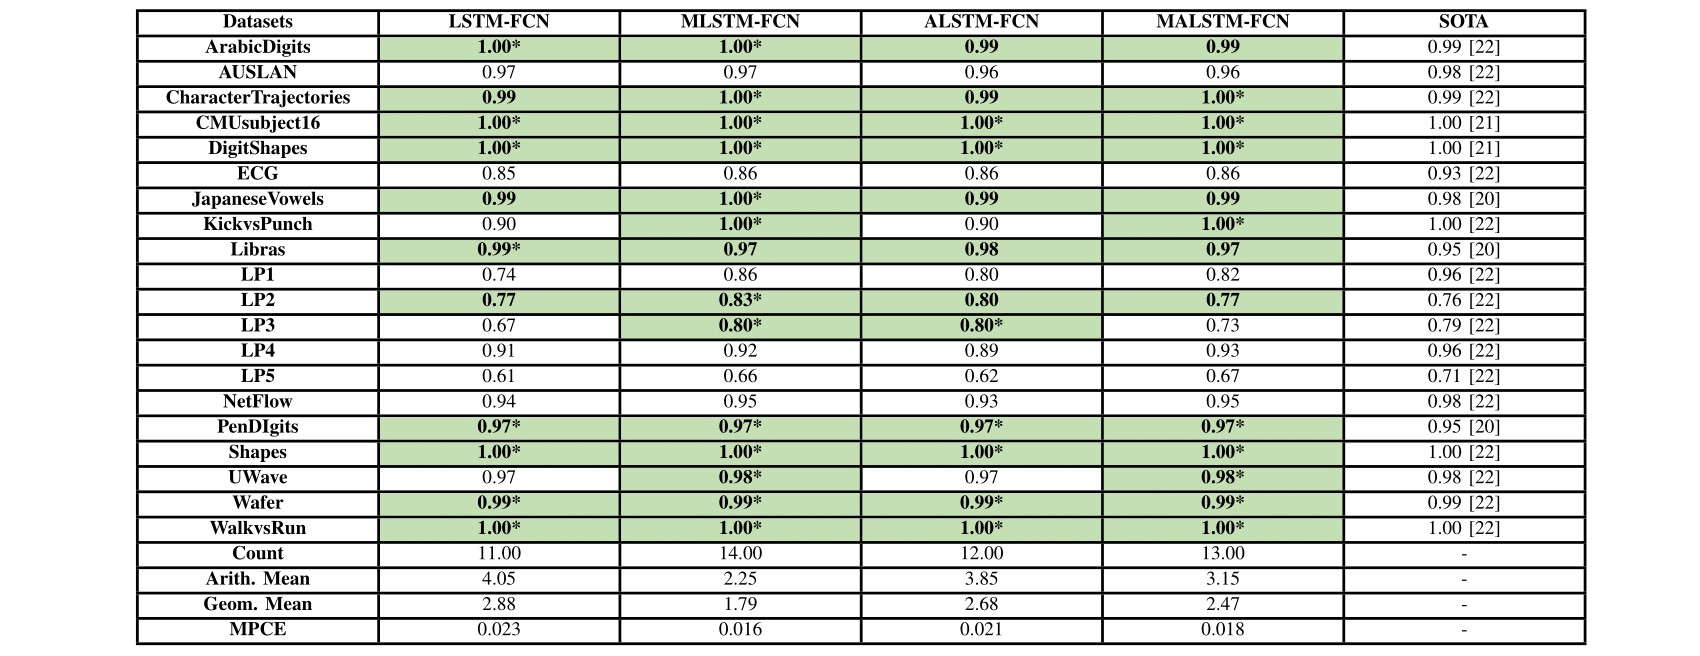 Datasets LSTM-FCN MLSTM-FCN ALSTM-FCN MALSTM-FCN SOTA
ArabicDigits 1.00* 1.00* 0.99 0.99 0.99 [22]
AUSLAN 0.97 0.97 0.96 0.96 0.98 [22]
CharacterTrajectories 0.99 1.00* 0.99 1.00* 0.99 [22]
CMUsubject16 1.00* 1.00* 1.00* 1.00* 1.00 [21]
DigitShapes 1.00* 1.00* 1.00* 1.00* 1.00 [21]
ECG 0.85 0.86 0.86 0.86 0.93 [22]
JapaneseVowels 0.99 1.00* 0.99 0.99 0.98 [20]
KickvsPunch 0.90 1.00* 0.90 1.00* 1.00 [22]
Libras 0.99* 0.97 0.98 0.97 0.95 [20]
LP1 0.74 0.86 0.80 0.82 0.96 [22]
LP2 0.77 0.83* 0.80 0.77 0.76 [22]
LP3 0.67 0.80* 0.80* 0.73 0.79 [22]
LP4 0.91 0.92 0.89 0.93 0.96 [22]
LP5 0.61 0.66 0.62 0.67 0.71 [22]
NetFlow 0.94 0.95 0.93 0.95 0.98 [22]
PenDIgits 0.97* 0.97* 0.97* 0.97* 0.95 [20]
Shapes 1.00* 1.00* 1.00* 1.00* 1.00 [22]
UWave 0.97 0.98* 0.97 0.98* 0.98 [22]
Wafer 0.99* 0.99* 0.99* 0.99* 0.99 [22]
WalkvsRun 1.00* 1.00* 1.00* 1.00* 1.00 [22]
Count 11.00 14.00 12.00 13.00 -
Arith. Mean 4.05 2.25 3.85 3.15 -
Geom. Mean 2.88 1.79 2.68 2.47 -
MPCE 0.023 0.016 0.021 0.018 -